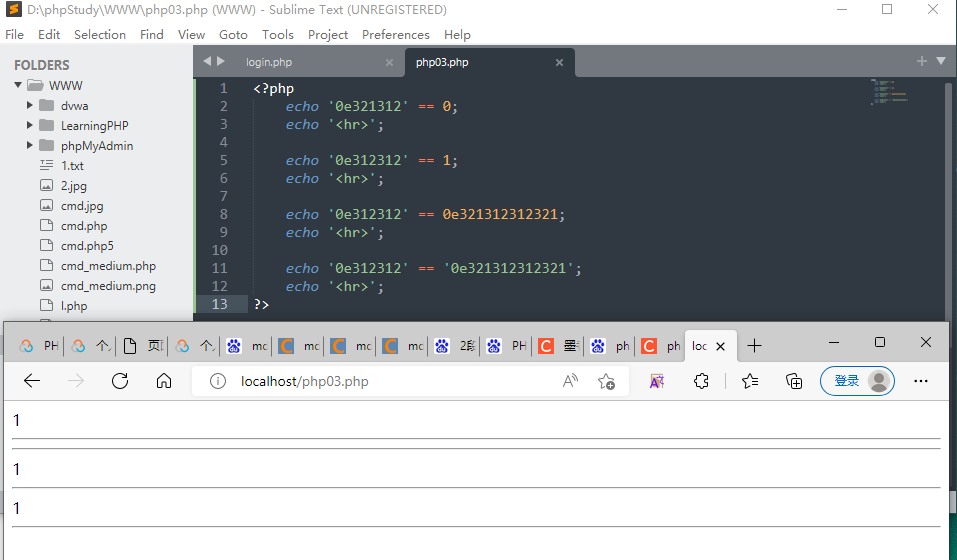 D:\phpStudy\WWW\php03.php (WWW) - Sublime Text (UNREGISTERED)
File Edit Selection Find View Goto Tools Project Preferences Help
FOLDERS
WWW
dvwa
LearningPHP
phpMyAdmin
1.txt
2.jpg
cmd.jpg
cmd.php
cmd.php5
cmd_medium.php
cmd_medium.png
l.php
login.php
php03.php
1 <?php
2 echo '0e321312' == 0;
3 echo '<hr>';
4
5 echo '0e312312' == 1;
6 echo '<hr>';
7
8 echo '0e312312' == 0e321312312321;
9 echo '<hr>';
10
11 echo '0e312312' == '0e321312312321';
12 echo '<hr>';
13 ?>
PH 个 页面 个 mc mc mc mc 2段 PH 墨 ph ph loc
localhost/php03.php
登录
1
1
1